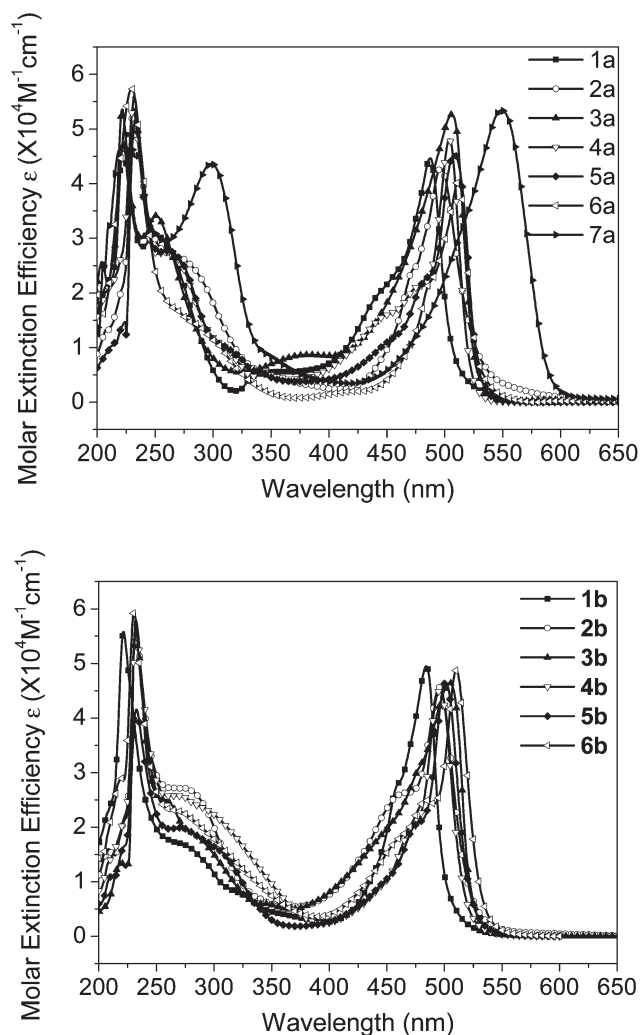 Molar Extinction Efficiency ε (X10⁴M⁻¹cm⁻¹)
6
5
4
3
2
1
0
1a
2a
3a
4a
5a
6a
7a
200 250 300 350 400 450 500 550 600 650
Wavelength (nm)
Molar Extinction Efficiency ε (X10⁴M⁻¹cm⁻¹)
6
5
4
3
2
1
0
1b
2b
3b
4b
5b
6b
200 250 300 350 400 450 500 550 600 650
Wavelength (nm)